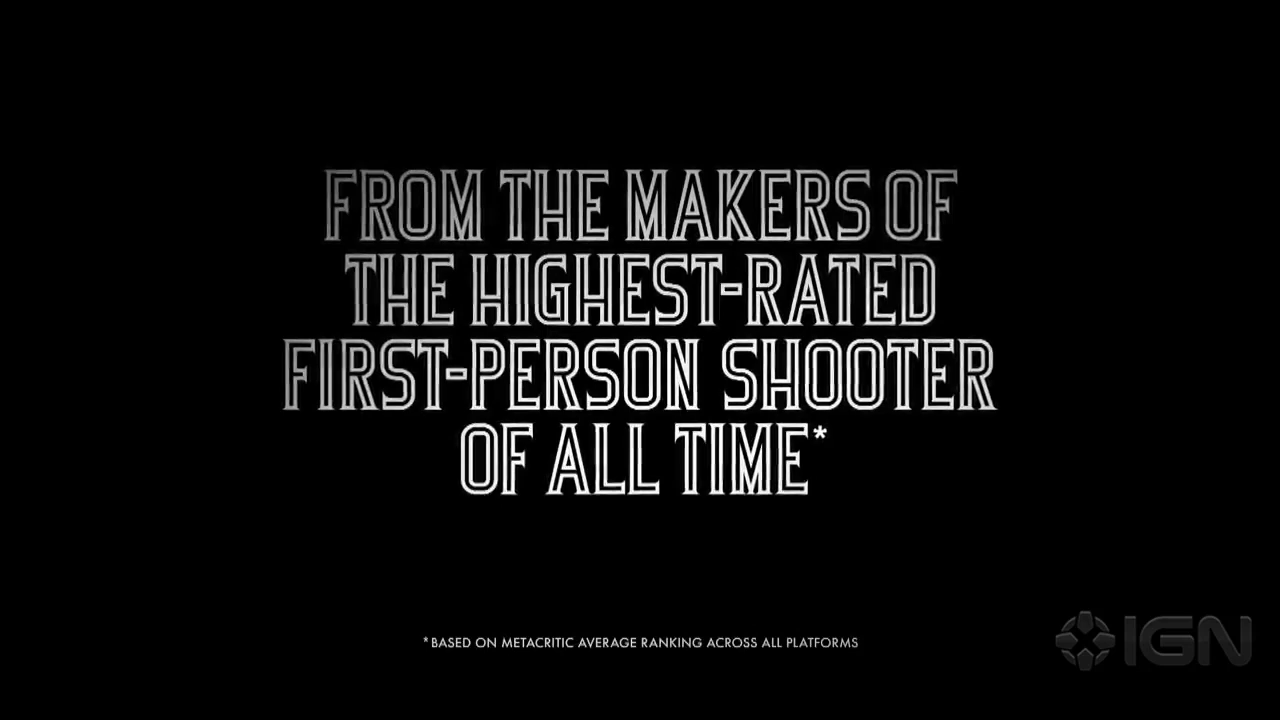 FROM THE MAKERS OF
THE HIGHEST-RATED
FIRST-PERSON SHOOTER
OF ALL TIME*
*BASED ON METACRITIC AVERAGE RANKING ACROSS ALL PLATFORMS
IGN